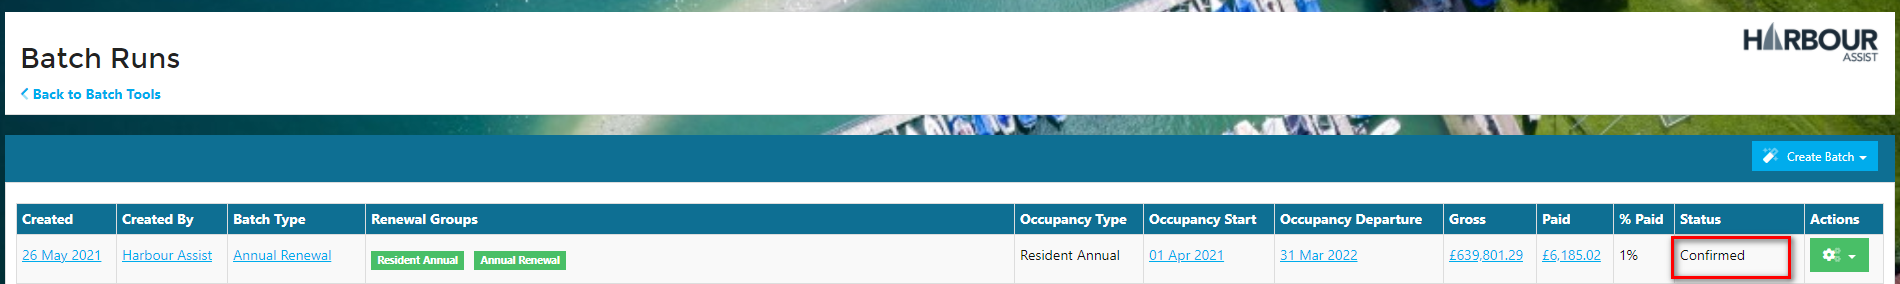 HARBOUR
ASSIST
Batch Runs
Back to Batch Tools
Create Batch
Created Created By Batch Type Renewal Groups Occupancy Type Occupancy Start Occupancy Departure Gross Paid % Paid Status Actions
26 May 2021 Harbour Assist Annual Renewal Resident Annual Annual Renewal Resident Annual 01 Apr 2021 31 Mar 2022 £639,801.29 £6,185.02 1% Confirmed